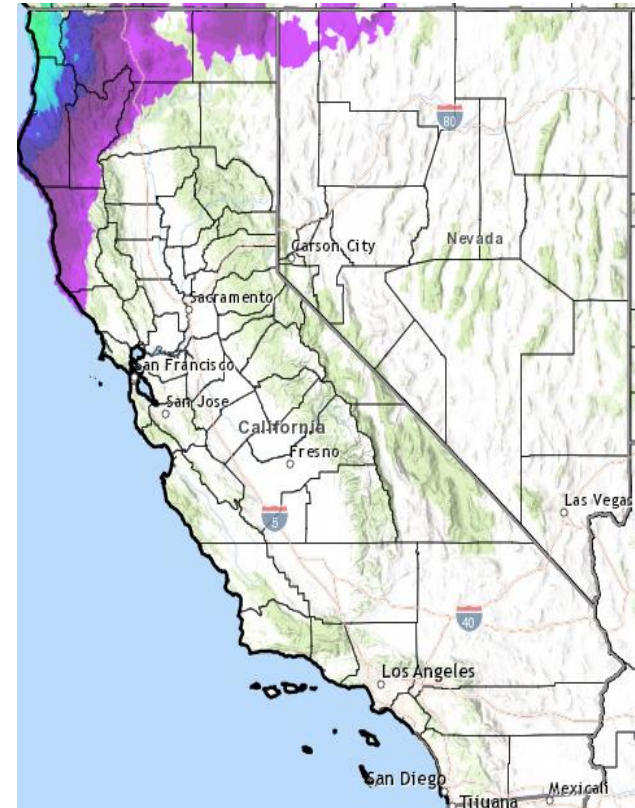 80
Carson City
Nevada
Sacramento
San Francisco
San Jose
California
Fresno
Las Vegas
5
40
Los Angeles
San Diego
Tijuana
Mexicali